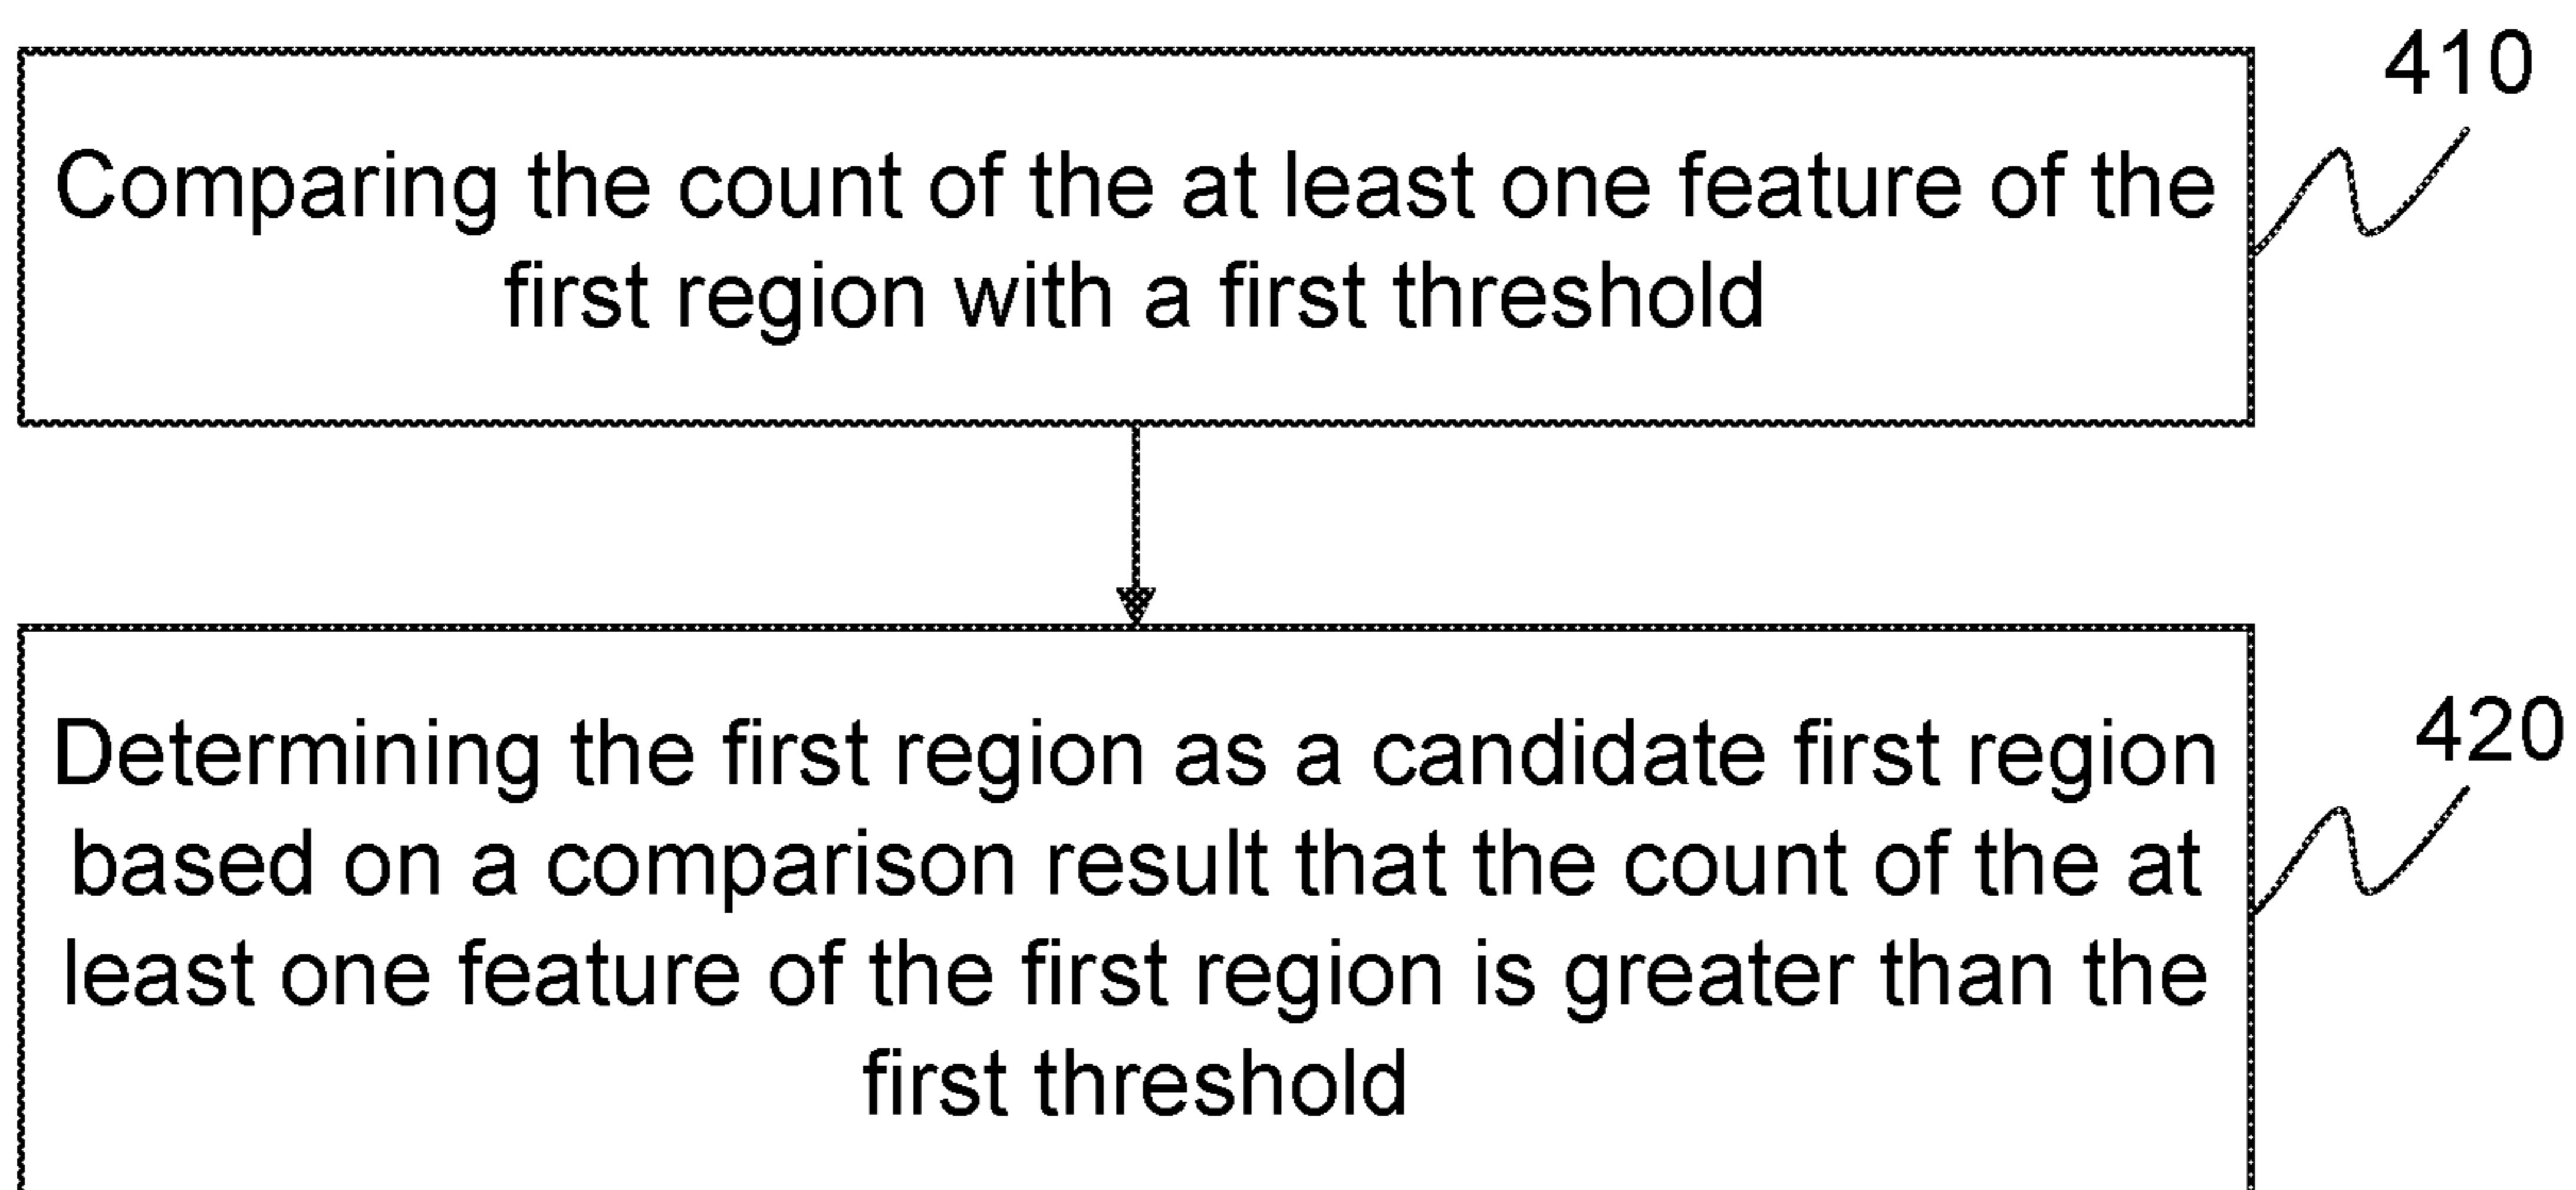 410
Comparing the count of the at least one feature of the
first region with a first threshold
420
Determining the first region as a candidate first region
based on a comparison result that the count of the at
least one feature of the first region is greater than the
first threshold